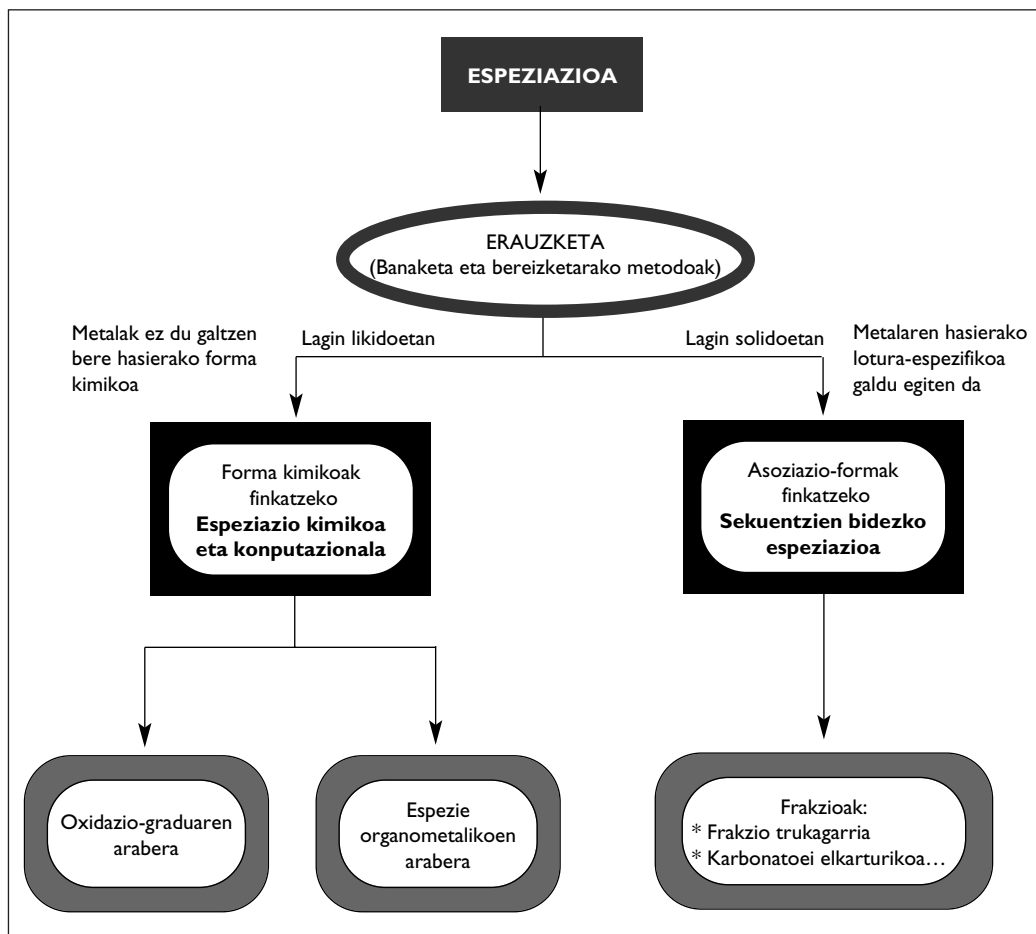 ESPEZIAZIOA
ERAUZKETA
(Banaketa eta bereizketarako metodoak)
Metalak ez du galtzen
bere hasierako forma
kimikoa
Lagin likidoetan
Lagin solidoetan
Metalaren hasierako
lotura-espezifikoa
galdu egiten da
Forma kimikoak
finkatzeko
Espeziazio kimikoa
eta konputazionala
Asoziazio-formak
finkatzeko
Sekuentzien bidezko
espeziazioa
Oxidazio-graduaren
arabera
Espezie
organometalikoen
arabera
Frakzioak:
* Frakzio trukagarria
* Karbonatoei elkarturikoa…